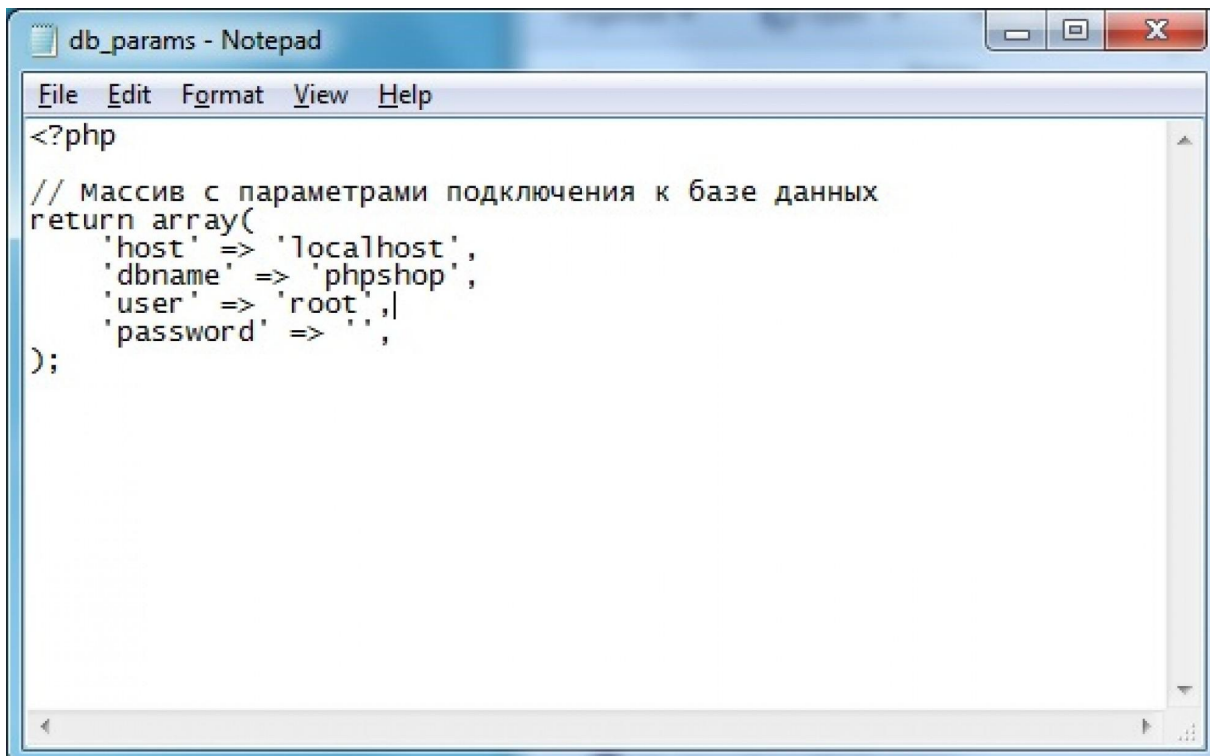 db_params - Notepad
File Edit Format View Help
<?php
// Массив с параметрами подключения к базе данных
return array(
'host' => 'localhost',
'dbname' => 'phpshop',
'user' => 'root',
'password' => '',
);